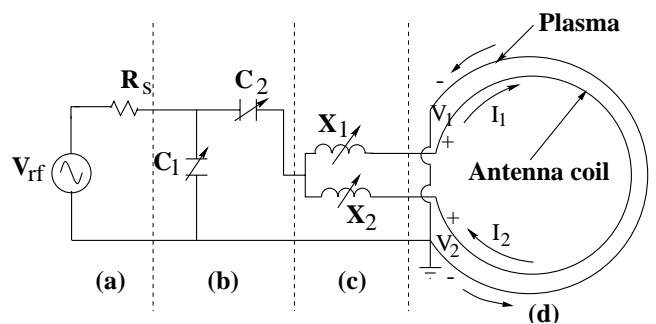 Plasma
-
R_s
C_2
V_1
I_1
X_1
+
C_1
V_rf
Antenna coil
X_2
+
I_2
V_2
-
(a)
(b)
(c)
(d)